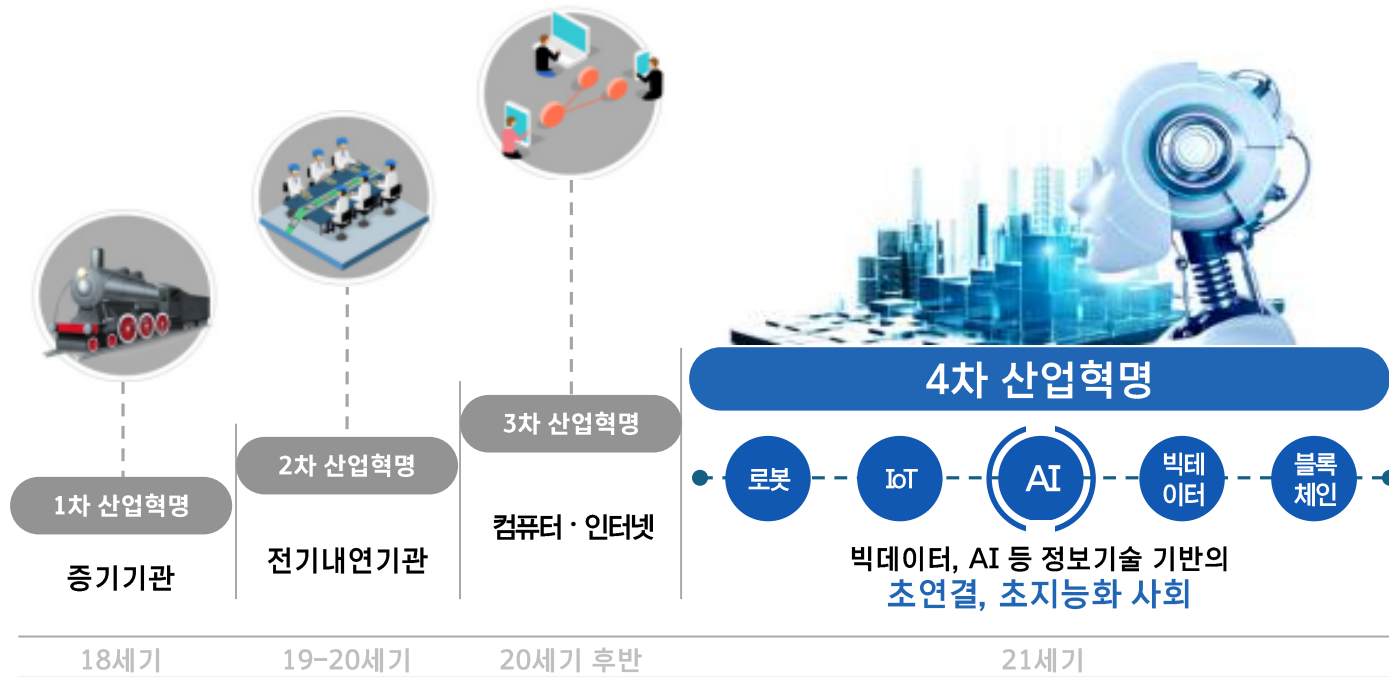 1차 산업혁명
증기기관
18세기
2차 산업혁명
전기내연기관
19-20세기
3차 산업혁명
컴퓨터 · 인터넷
20세기 후반
4차 산업혁명
로봇
IoT
AI
빅테
이터
블록
체인
빅데이터, AI 등 정보기술 기반의
초연결, 초지능화 사회
21세기